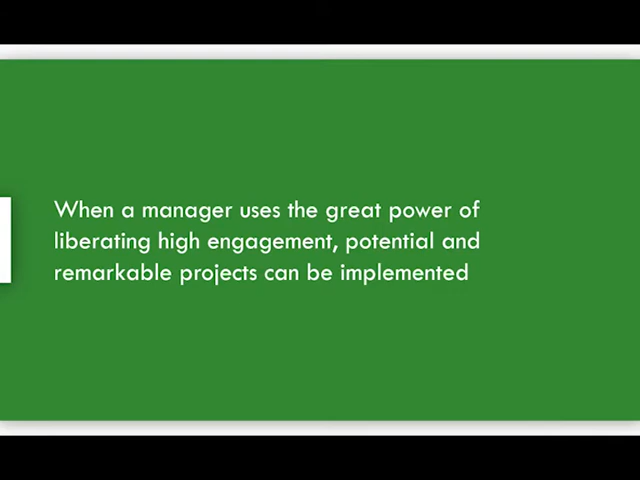 When a manager uses the great power of
liberating high engagement, potential and
remarkable projects can be implemented